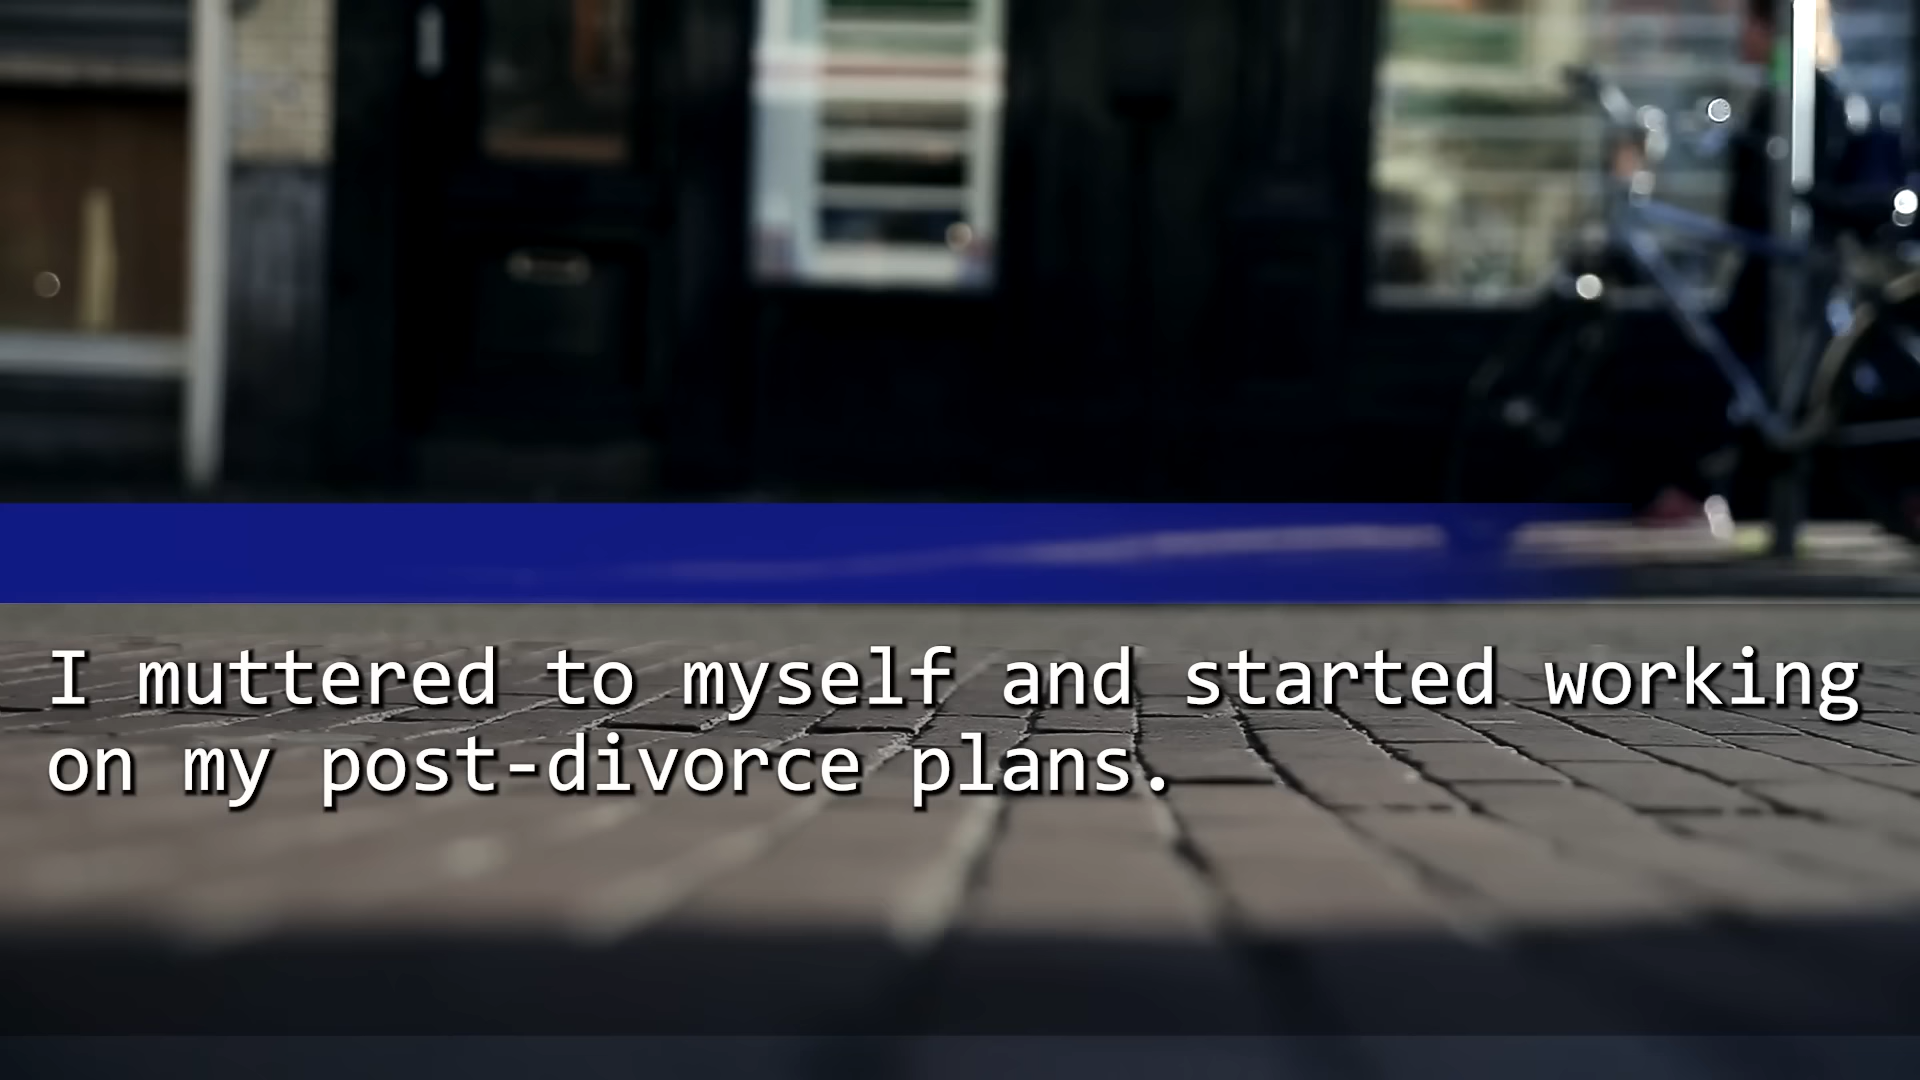 I muttered to myself and started working
on my post-divorce plans.